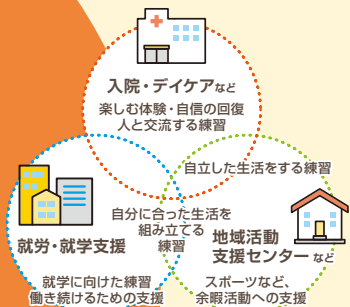 入院・デイケアなど
楽しむ体験・自信の回復
人と交流する練習
自立した生活をする練習
自分に合った生活を
組み立てる
練習
就労・就学支援
地域活動
支援センターなど
就学に向けた練習
働き続けるための支援
スポーツなど、
余暇活動への支援